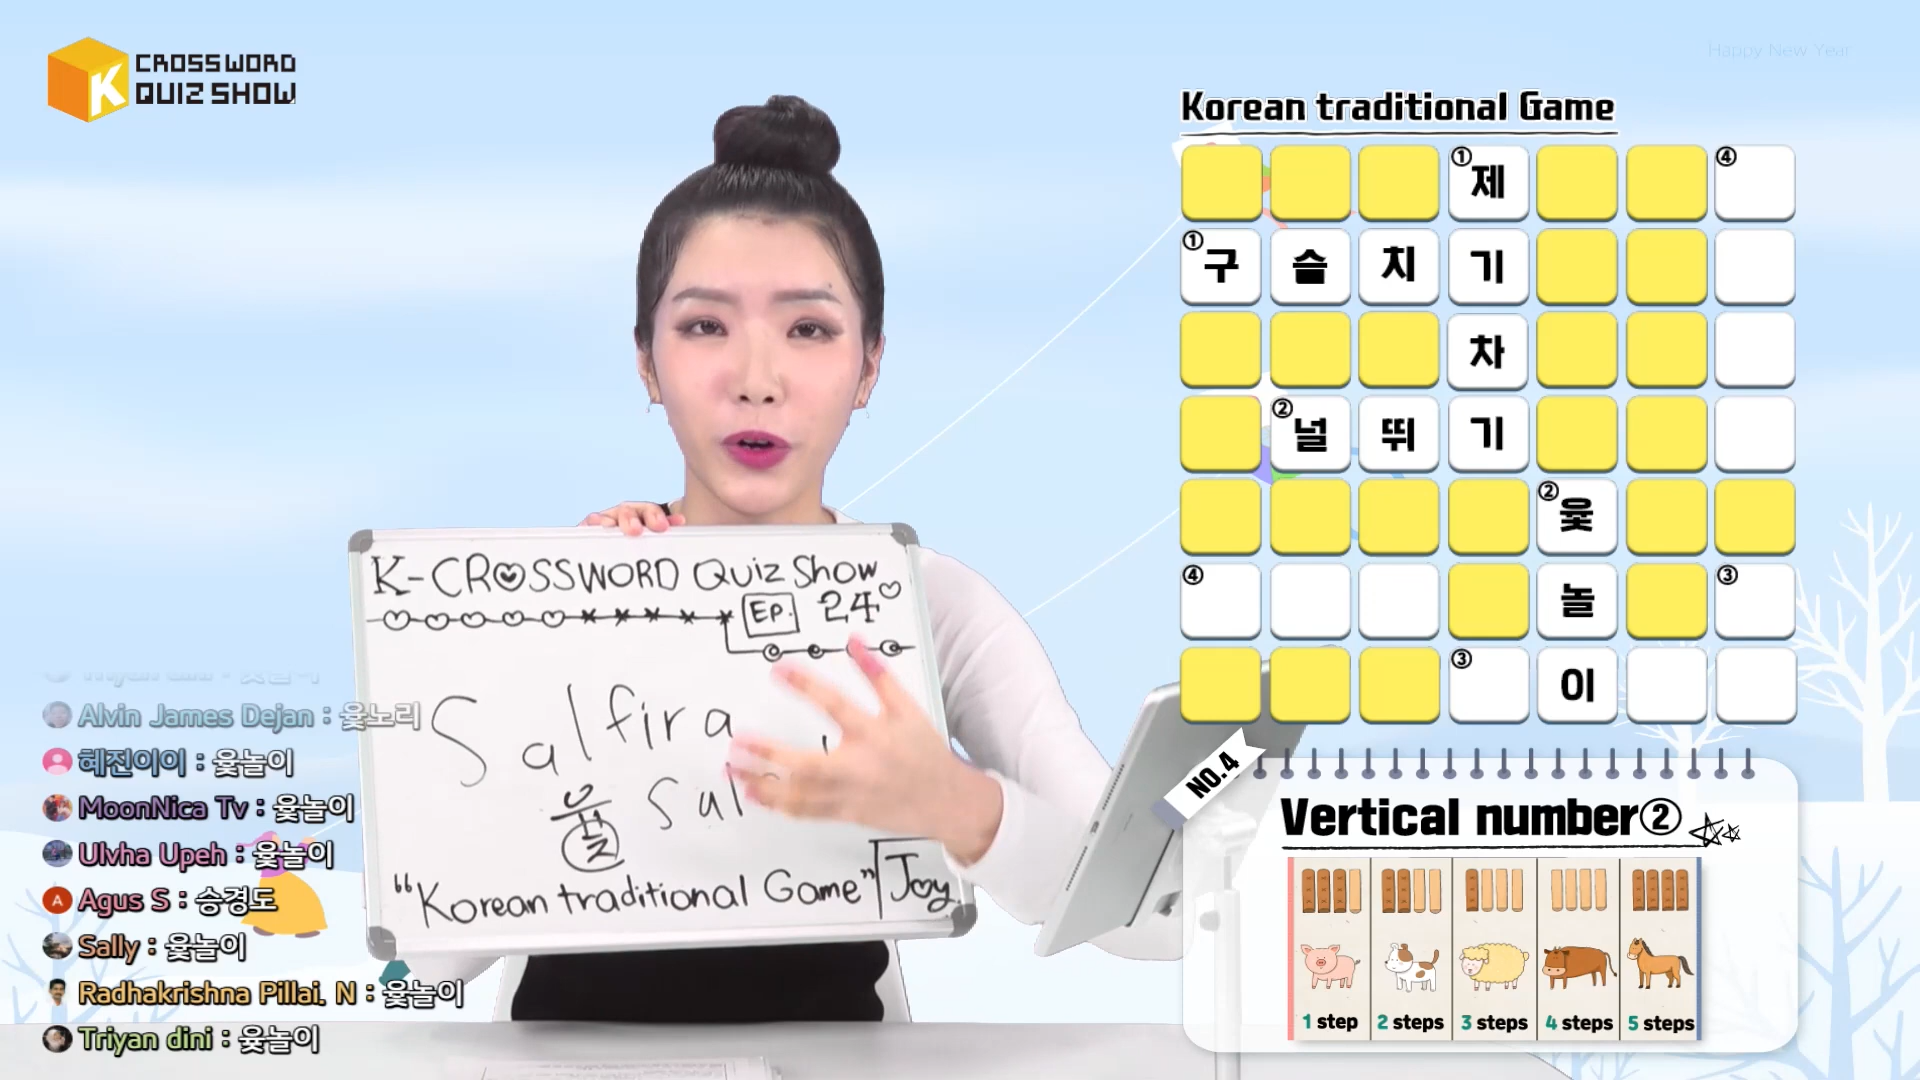 CROSSWORD
QUIZ SHOW
Happy New Year
Korean traditional Game
① 제 ④
① 구 슬 치 기
차
② 널 뛰 기
② 윷
④ 놀 ③
③ 이
K-CROSSWORD Quiz Show
EP. 24
Salfira
윷 Sal
"Korean traditional Game" Joy
Alvin James Dejan : 윷노리
혜진이이 : 윷놀이
MoonNica Tv : 윷놀이
Ulvha Upeh : 윷놀이
A Agus S : 승경도
Sally : 윷놀이
Radhakrishna Pillai. N : 윷놀이
Triyan dini : 윷놀이
NO.4
Vertical number②
1 step 2 steps 3 steps 4 steps 5 steps